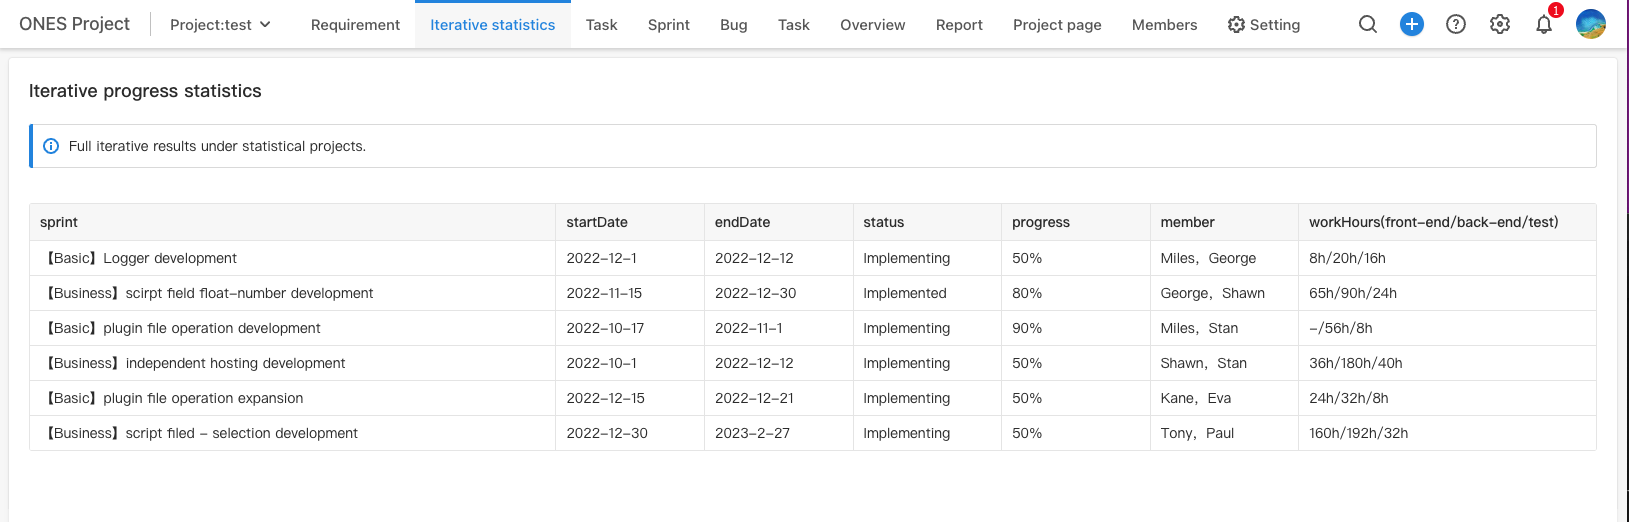 ONES Project Project:test Requirement Iterative statistics Task Sprint Bug Task Overview Report Project page Members Setting 1
Iterative progress statistics
Full iterative results under statistical projects.
sprint startDate endDate status progress member workHours(front-end/back-end/test)
【Basic】Logger development 2022-12-1 2022-12-12 Implementing 50% Miles，George 8h/20h/16h
【Business】scirpt field float-number development 2022-11-15 2022-12-30 Implemented 80% George，Shawn 65h/90h/24h
【Basic】plugin file operation development 2022-10-17 2022-11-1 Implementing 90% Miles，Stan -/56h/8h
【Business】independent hosting development 2022-10-1 2022-12-12 Implementing 50% Shawn，Stan 36h/180h/40h
【Basic】plugin file operation expansion 2022-12-15 2022-12-21 Implementing 50% Kane，Eva 24h/32h/8h
【Business】script filed - selection development 2022-12-30 2023-2-27 Implementing 50% Tony，Paul 160h/192h/32h